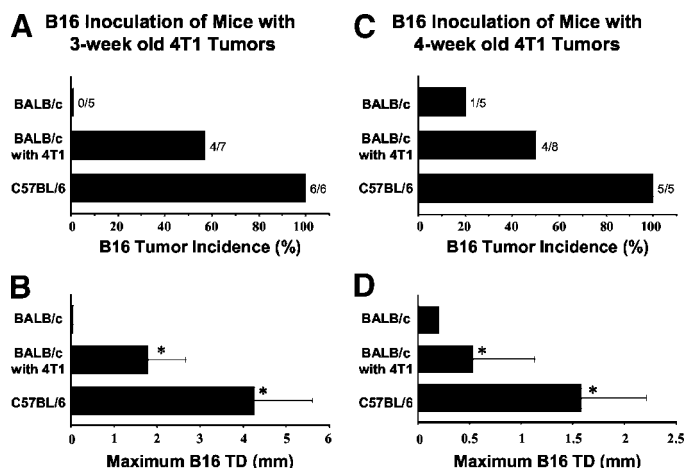 A
B16 Inoculation of Mice with
3-week old 4T1 Tumors
BALB/c
0/5
BALB/c
with 4T1
4/7
C57BL/6
6/6
0 20 40 60 80 100
B16 Tumor Incidence (%)
C
B16 Inoculation of Mice with
4-week old 4T1 Tumors
BALB/c
1/5
BALB/c
with 4T1
4/8
C57BL/6
5/5
0 20 40 60 80 100
B16 Tumor Incidence (%)
B
BALB/c
BALB/c
with 4T1
*
C57BL/6
*
0 1 2 3 4 5 6
Maximum B16 TD (mm)
D
BALB/c
BALB/c
with 4T1
*
C57BL/6
*
0 0.5 1 1.5 2 2.5
Maximum B16 TD (mm)